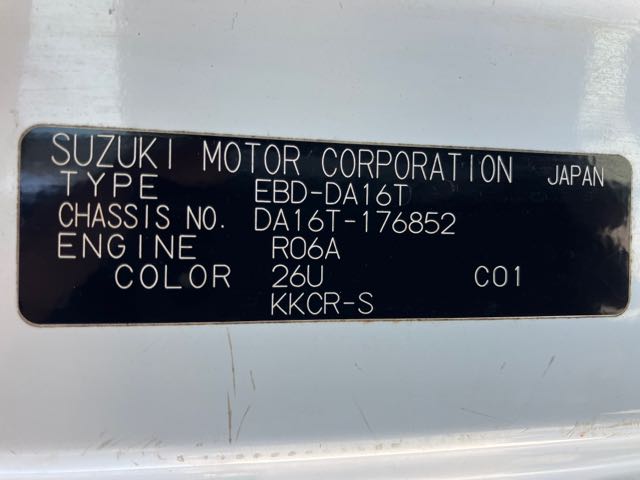 SUZUKI MOTOR CORPORATION JAPAN
TYPE EBD-DA16T
CHASSIS NO. DA16T-176852
ENGINE R06A
COLOR 26U C01
KKCR-S